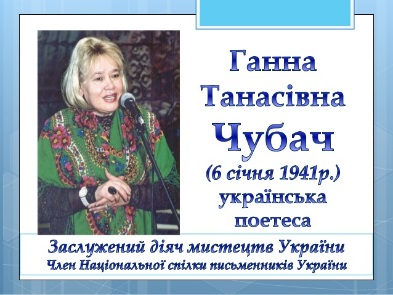 Ганна
Танасівна
Чубач
(6 січня 1941р.)
українська
поетеса
Заслужений діяч мистецтв України
Член Національної спілки письменників України